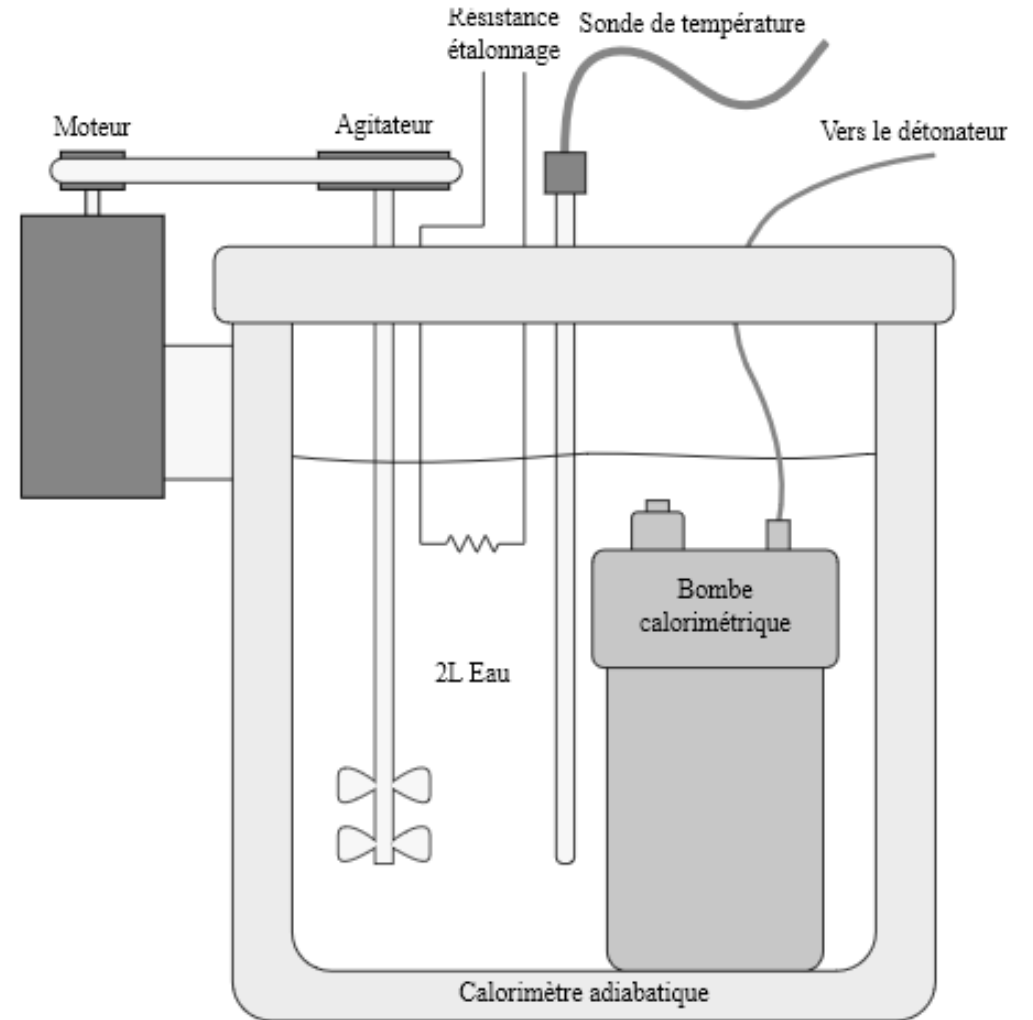 Résistance
étalonnage
Sonde de température
Moteur
Agitateur
Vers le détonateur
Bombe
calorimétrique
2L Eau
Calorimètre adiabatique